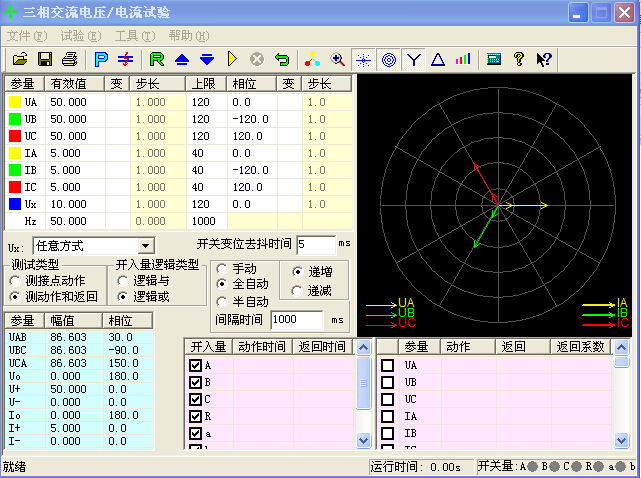 三相交流电压/电流试验
文件(F) 试验(E) 工具(T) 帮助(H)
P R ?
参量 有效值 变 步长 上限 相位 变 步长
UA 50.000 1.000 120 0.0 1.0
UB 50.000 1.000 120 -120.0 1.0
UC 50.000 1.000 120 120.0 1.0
IA 5.000 1.000 40 0.0 1.0
IB 5.000 1.000 40 -120.0 1.0
IC 5.000 1.000 40 120.0 1.0
Ux 10.000 1.000 120 0.0 1.0
Hz 50.000 0.000 1000
Ux: 任意方式 开关变位去抖时间 5 ms
测试类型
测接点动作
测动作和返回
开入量逻辑类型
逻辑与
逻辑或
手动
全自动
半自动
递增
递减
间隔时间 1000 ms
UA
UB
UC
IA
IB
IC
参量 幅值 相位
UAB 86.603 30.0
UBC 86.603 -90.0
UCA 86.603 150.0
Uo 0.000 180.0
U+ 50.000 0.0
U- 0.000 0.0
Io 0.000 180.0
I+ 5.000 0.0
I- 0.000 0.0
开入量 动作时间 返回时间
A
B
C
R
a
参量 动作 返回 返回系数
UA
UB
UC
IA
IB
IC
就绪 运行时间: 0.00s 开关量:A B C R a b